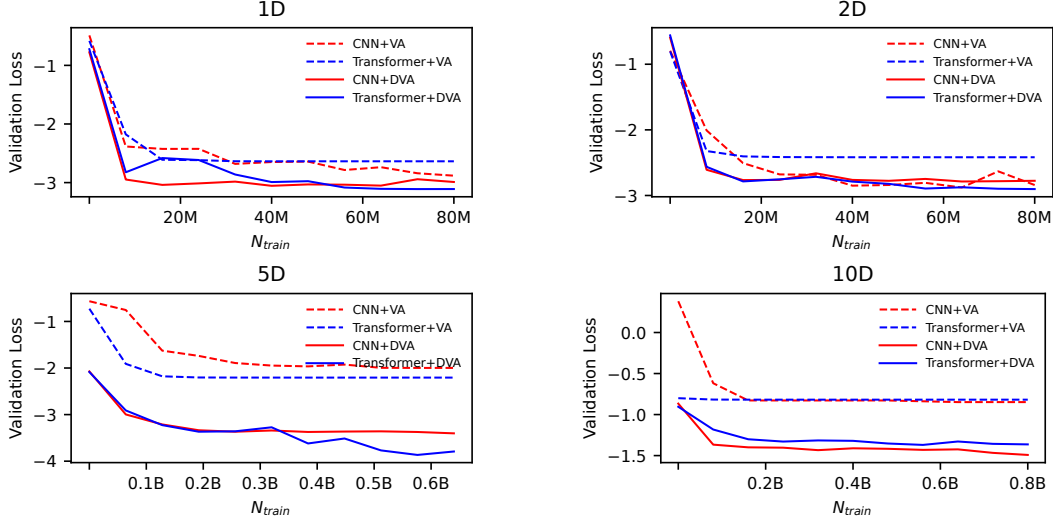 1D
Validation Loss
−1
−2
−3
CNN+VA
Transformer+VA
CNN+DVA
Transformer+DVA
20M 40M 60M 80M
N_train
2D
Validation Loss
−1
−2
−3
CNN+VA
Transformer+VA
CNN+DVA
Transformer+DVA
20M 40M 60M 80M
N_train
5D
Validation Loss
−1
−2
−3
−4
CNN+VA
Transformer+VA
CNN+DVA
Transformer+DVA
0.1B 0.2B 0.3B 0.4B 0.5B 0.6B
N_train
10D
Validation Loss
0.0
−0.5
−1.0
−1.5
CNN+VA
Transformer+VA
CNN+DVA
Transformer+DVA
0.2B 0.4B 0.6B 0.8B
N_train